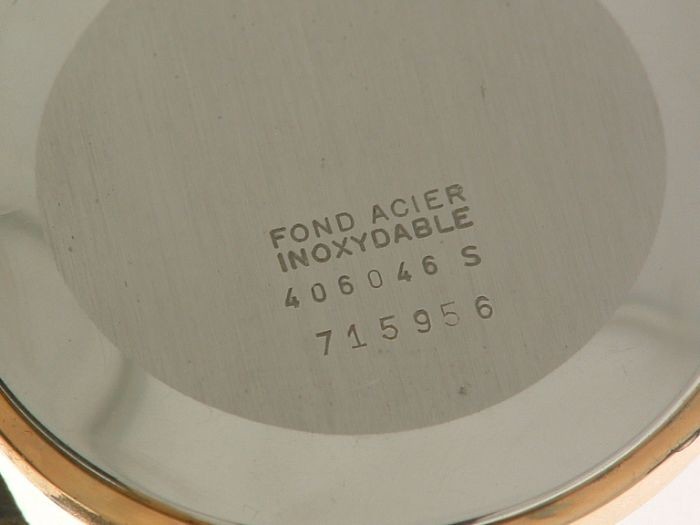 FOND ACIER
INOXYDABLE
406046 S
715956